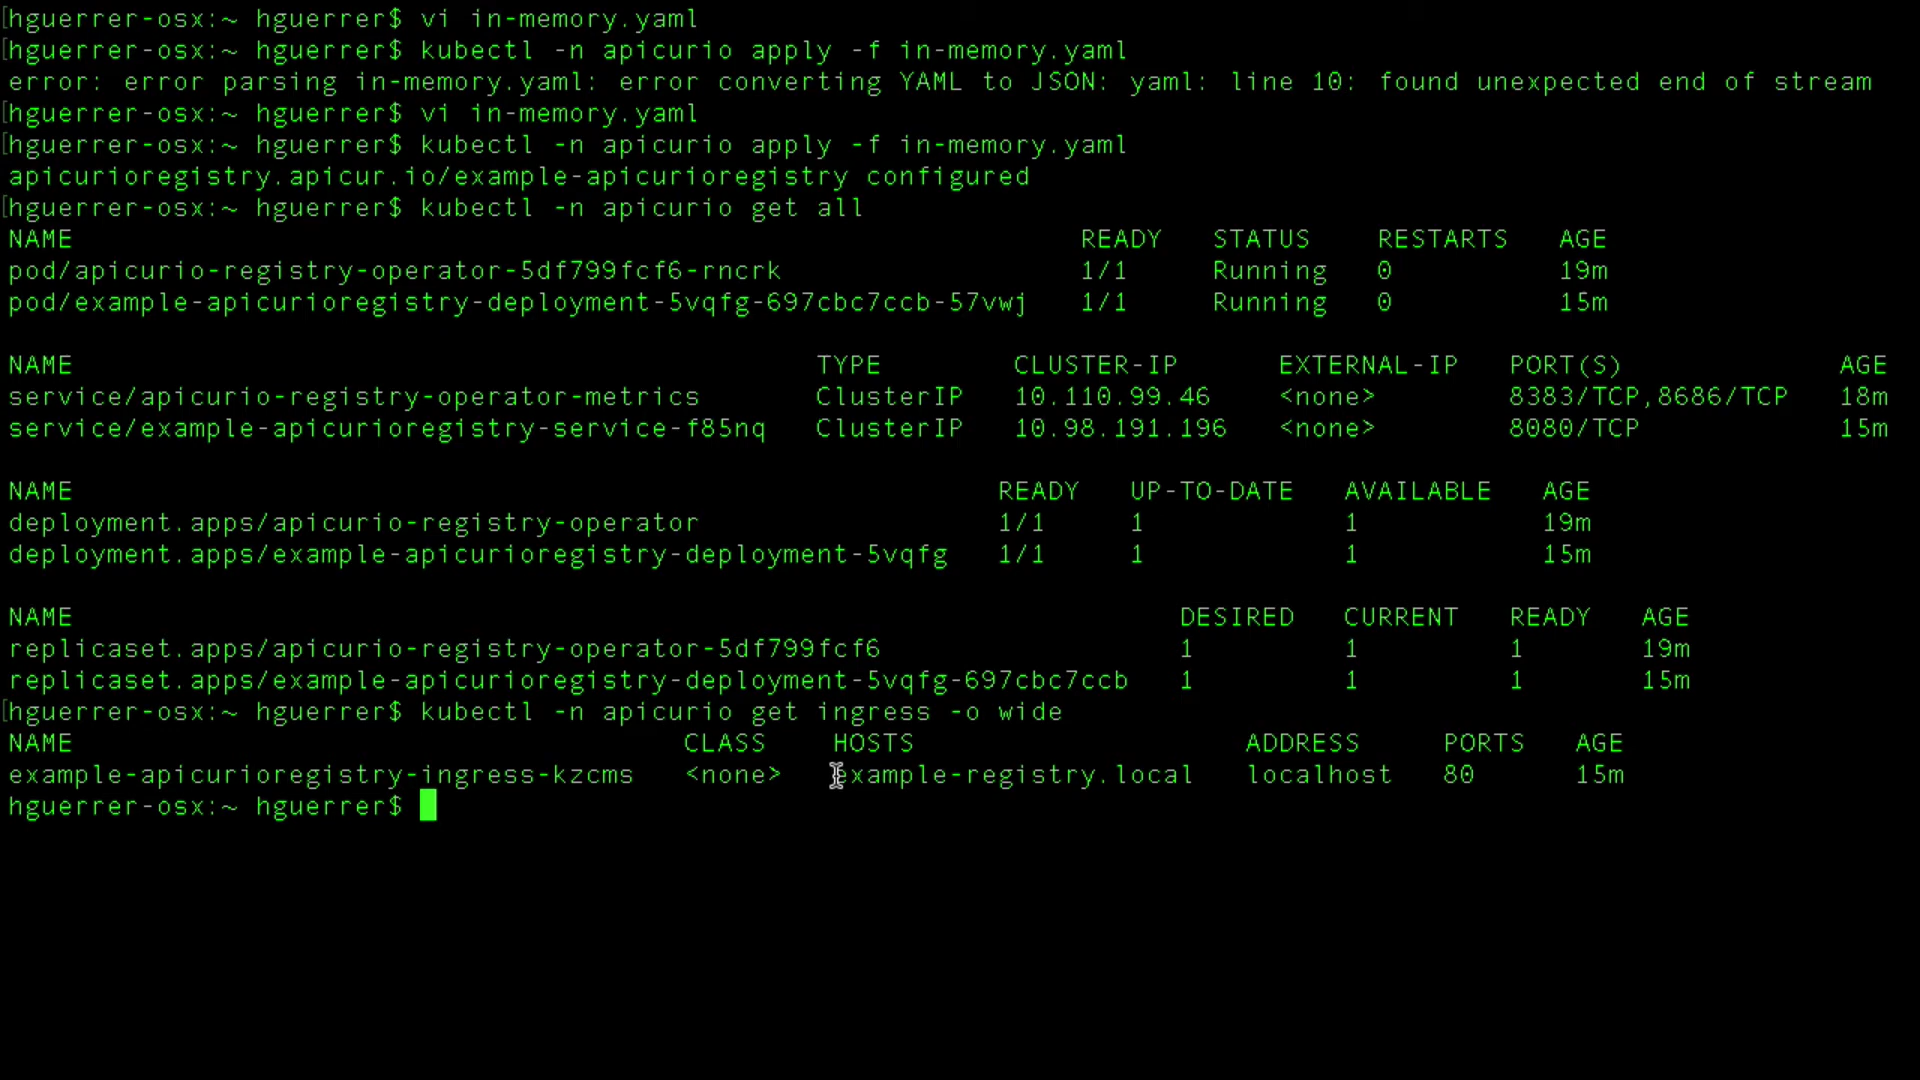 [hguerrer-osx:~ hguerrer$ vi in-memory.yaml
[hguerrer-osx:~ hguerrer$ kubectl -n apicurio apply -f in-memory.yaml
error: error parsing in-memory.yaml: error converting YAML to JSON: yaml: line 10: found unexpected end of stream
[hguerrer-osx:~ hguerrer$ vi in-memory.yaml
[hguerrer-osx:~ hguerrer$ kubectl -n apicurio apply -f in-memory.yaml
apicurioregistry.apicur.io/example-apicurioregistry configured
[hguerrer-osx:~ hguerrer$ kubectl -n apicurio get all
NAME READY STATUS RESTARTS AGE
pod/apicurio-registry-operator-5df799fcf6-rncrk 1/1 Running 0 19m
pod/example-apicurioregistry-deployment-5vqfg-697cbc7ccb-57vwj 1/1 Running 0 15m
NAME TYPE CLUSTER-IP EXTERNAL-IP PORT(S) AGE
service/apicurio-registry-operator-metrics ClusterIP 10.110.99.46 <none> 8383/TCP,8686/TCP 18m
service/example-apicurioregistry-service-f85nq ClusterIP 10.98.191.196 <none> 8080/TCP 15m
NAME READY UP-TO-DATE AVAILABLE AGE
deployment.apps/apicurio-registry-operator 1/1 1 1 19m
deployment.apps/example-apicurioregistry-deployment-5vqfg 1/1 1 1 15m
NAME DESIRED CURRENT READY AGE
replicaset.apps/apicurio-registry-operator-5df799fcf6 1 1 1 19m
replicaset.apps/example-apicurioregistry-deployment-5vqfg-697cbc7ccb 1 1 1 15m
[hguerrer-osx:~ hguerrer$ kubectl -n apicurio get ingress -o wide
NAME CLASS HOSTS ADDRESS PORTS AGE
example-apicurioregistry-ingress-kzcms <none> example-registry.local localhost 80 15m
hguerrer-osx:~ hguerrer$